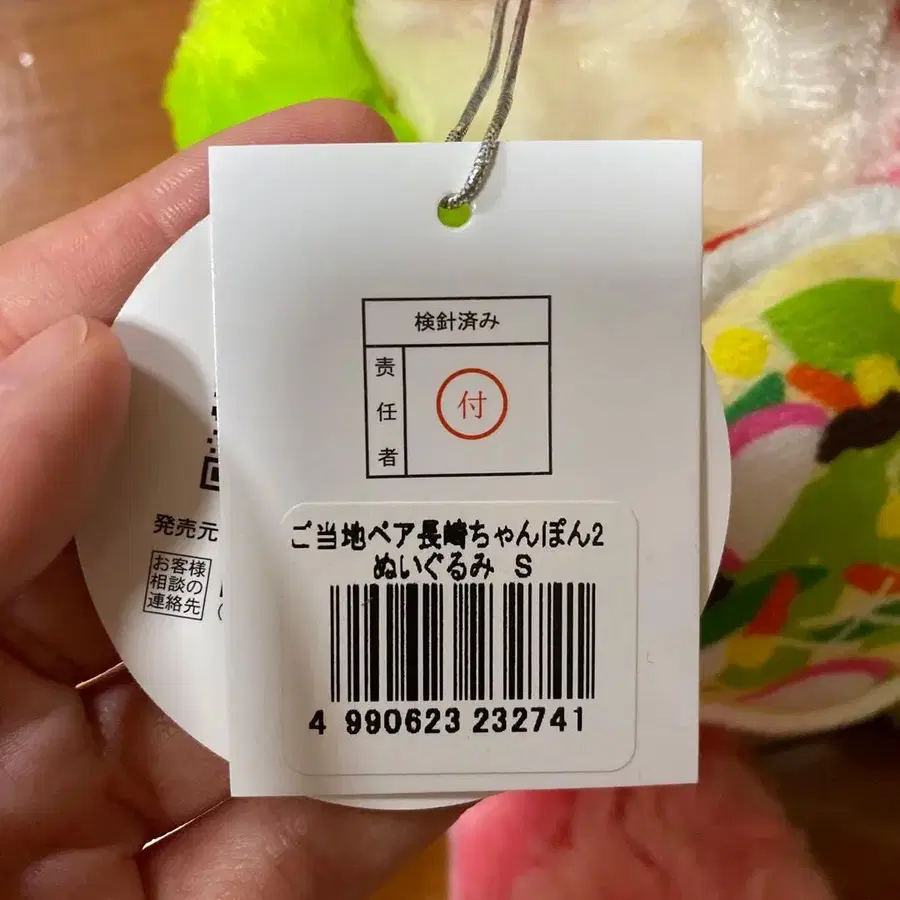 検針済み
責任者
付
発売元
お客様
相談の
連絡先
ご当地ベア長崎ちゃんぽん2
ぬいぐるみ S
4 990623 232741